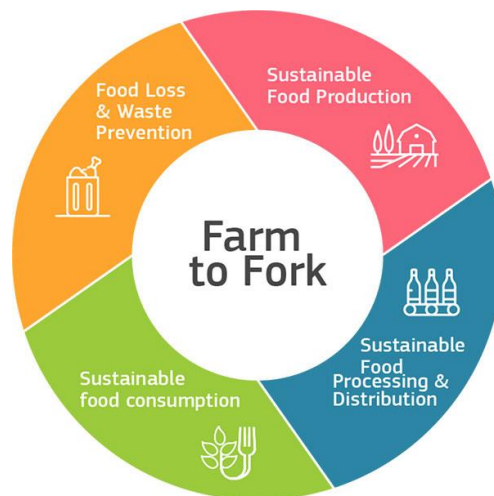 Farm
to Fork
Sustainable
Food Production
Sustainable
Food
Processing &
Distribution
Sustainable
food consumption
Food Loss
& Waste
Prevention